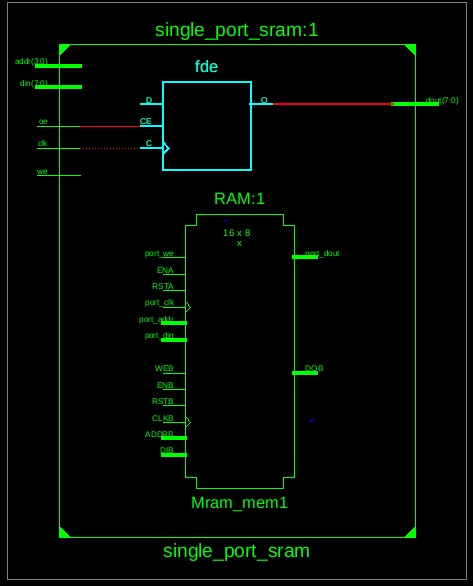 single_port_sram:1
fde
addr(3:0)
din(7:0)
D
Q
dout(7:0)
oe
CE
clk
C
we
RAM:1
16 x 8
x
port_we
port_dout
ENA
RSTA
port_clk
port_addr
port_din
WEB
DOB
ENB
RSTB
CLKB
ADDRB
DIB
Mram_mem1
single_port_sram